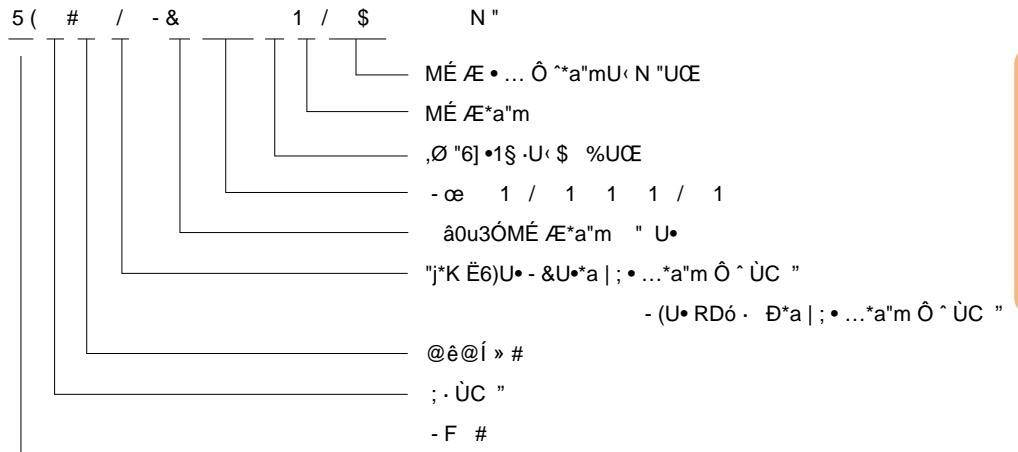 5 ( # / - & 1 / $ N "
MÉ Æ • … Ô ˆ*a"mU‹ N "UŒ
MÉ Æ*a"m
‚Ø "6] •1§ ·U‹ $ %UŒ
- œ 1 / 1 1 1 / 1
â0u3ÓMÉ Æ*a"m " U•
"j*K Ë6)U• - &U•*a | ; • …*a"m Ô ˆ ÙC ”
- (U• RDó · Ð*a | ; • …*a"m Ô ˆ ÙC ”
@ê@Í » #
; · ÙC ”
- F #